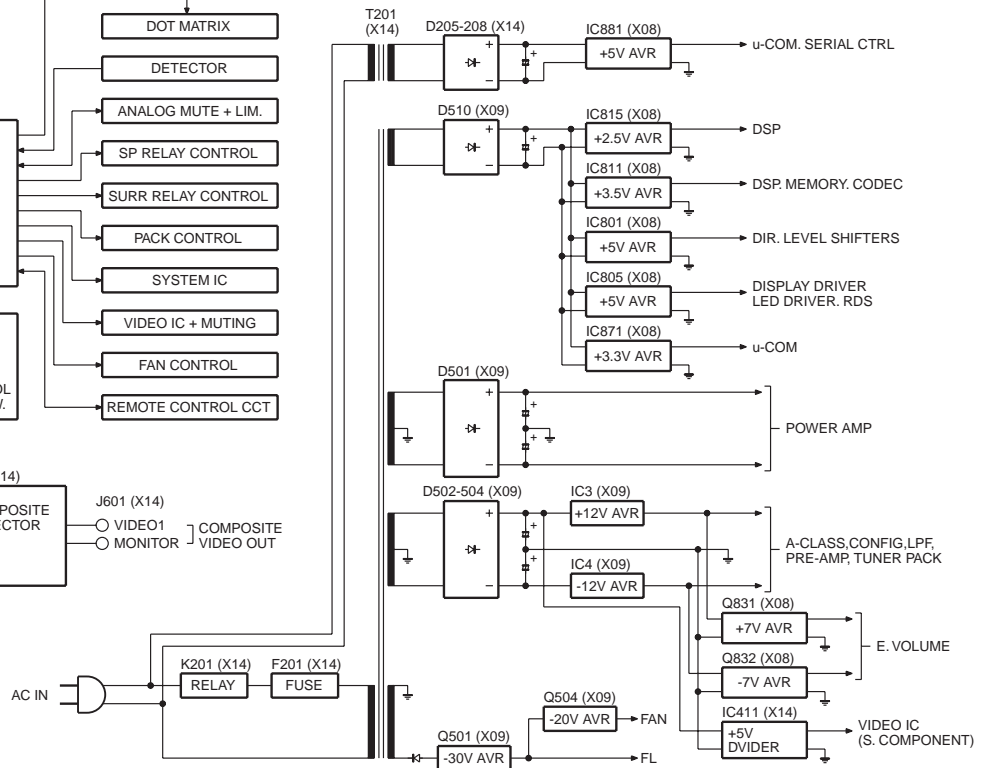 DOT MATRIX
DETECTOR
ANALOG MUTE + LIM.
SP RELAY CONTROL
SURR RELAY CONTROL
PACK CONTROL
SYSTEM IC
VIDEO IC + MUTING
FAN CONTROL
REMOTE CONTROL CCT
14)
J601 (X14)
VIDEO1
MONITOR
COMPOSITE
VIDEO OUT
AC IN
K201 (X14)
RELAY
F201 (X14)
FUSE
T201
(X14)
D205-208 (X14)
+
−
+
IC881 (X08)
+5V AVR
u-COM. SERIAL CTRL
D510 (X09)
+
−
+
IC815 (X08)
+2.5V AVR
DSP
IC811 (X08)
+3.5V AVR
DSP. MEMORY. CODEC
IC801 (X08)
+5V AVR
DIR. LEVEL SHIFTERS
IC805 (X08)
+5V AVR
DISPLAY DRIVER
LED DRIVER. RDS
IC871 (X08)
+3.3V AVR
u-COM
D501 (X09)
+
−
+
+
POWER AMP
D502-504 (X09)
+
−
+
+
IC3 (X09)
+12V AVR
IC4 (X09)
-12V AVR
A-CLASS,CONFIG,LPF,
PRE-AMP, TUNER PACK
Q831 (X08)
+7V AVR
Q832 (X08)
-7V AVR
E. VOLUME
IC411 (X14)
+5V
DVIDER
VIDEO IC
(S. COMPONENT)
Q504 (X09)
-20V AVR
FAN
Q501 (X09)
-30V AVR
FL